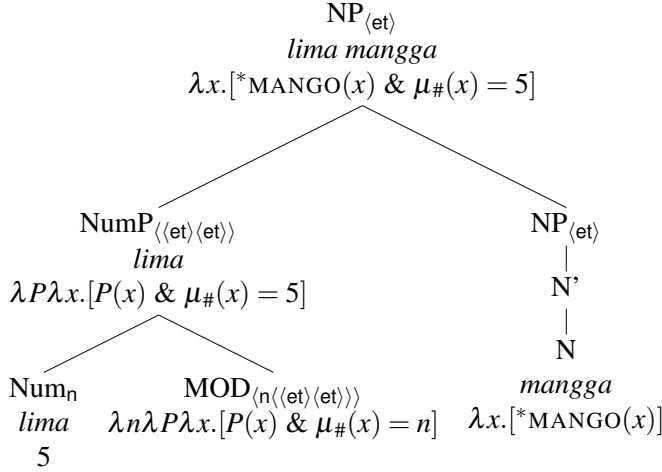 NP⟨et⟩
lima mangga
λx.[*MANGO(x) & μ#(x) = 5]
NumP⟨⟨et⟩⟨et⟩⟩ NP⟨et⟩
lima
λPλx.[P(x) & μ#(x) = 5]
N'
N
Numn MOD⟨n⟨⟨et⟩⟨et⟩⟩⟩
lima λnλPλx.[P(x) & μ#(x) = n]
5
mangga
λx.[*MANGO(x)]